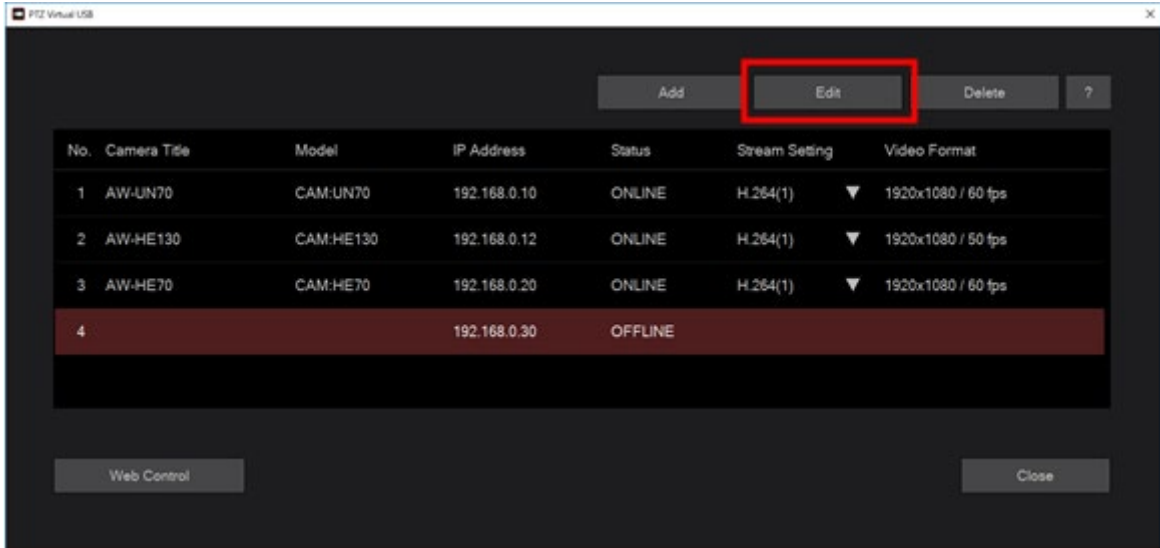 PTZ Virtual USB
Add Edit Delete ?
No. Camera Title Model IP Address Status Stream Setting Video Format
1 AW-UN70 CAM:UN70 192.168.0.10 ONLINE H.264(1) ▼ 1920x1080 / 60 fps
2 AW-HE130 CAM:HE130 192.168.0.12 ONLINE H.264(1) ▼ 1920x1080 / 50 fps
3 AW-HE70 CAM:HE70 192.168.0.20 ONLINE H.264(1) ▼ 1920x1080 / 60 fps
4 192.168.0.30 OFFLINE
Web Control Close